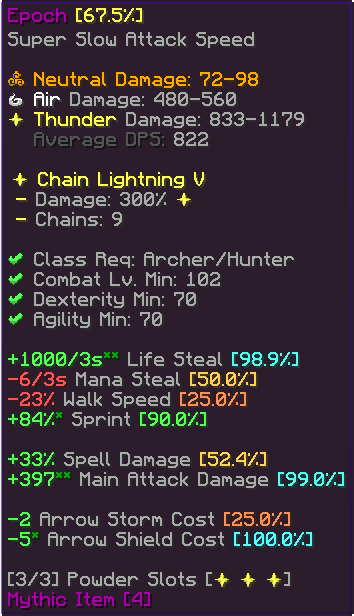 Epoch [67.5%]
Super Slow Attack Speed
Neutral Damage: 72-98
Air Damage: 480-560
Thunder Damage: 833-1179
Average DPS: 822
Chain Lightning V
- Damage: 300% ✦
- Chains: 9
✔ Class Req: Archer/Hunter
✔ Combat Lv. Min: 102
✔ Dexterity Min: 70
✔ Agility Min: 70
+1000/3s** Life Steal [98.9%]
-6/3s Mana Steal [50.0%]
-23% Walk Speed [25.0%]
+84%* Sprint [90.0%]
+33% Spell Damage [52.4%]
+397** Main Attack Damage [99.0%]
-2 Arrow Storm Cost [25.0%]
-5* Arrow Shield Cost [100.0%]
[3/3] Powder Slots [✦ ✦ ✦]
Mythic Item [4]